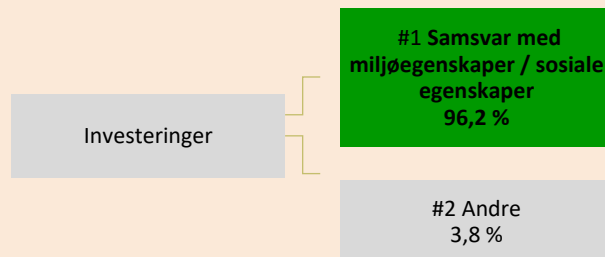 #1 Samsvar med
miljøegenskaper / sosiale
egenskaper
96,2 %
Investeringer
#2 Andre
3,8 %